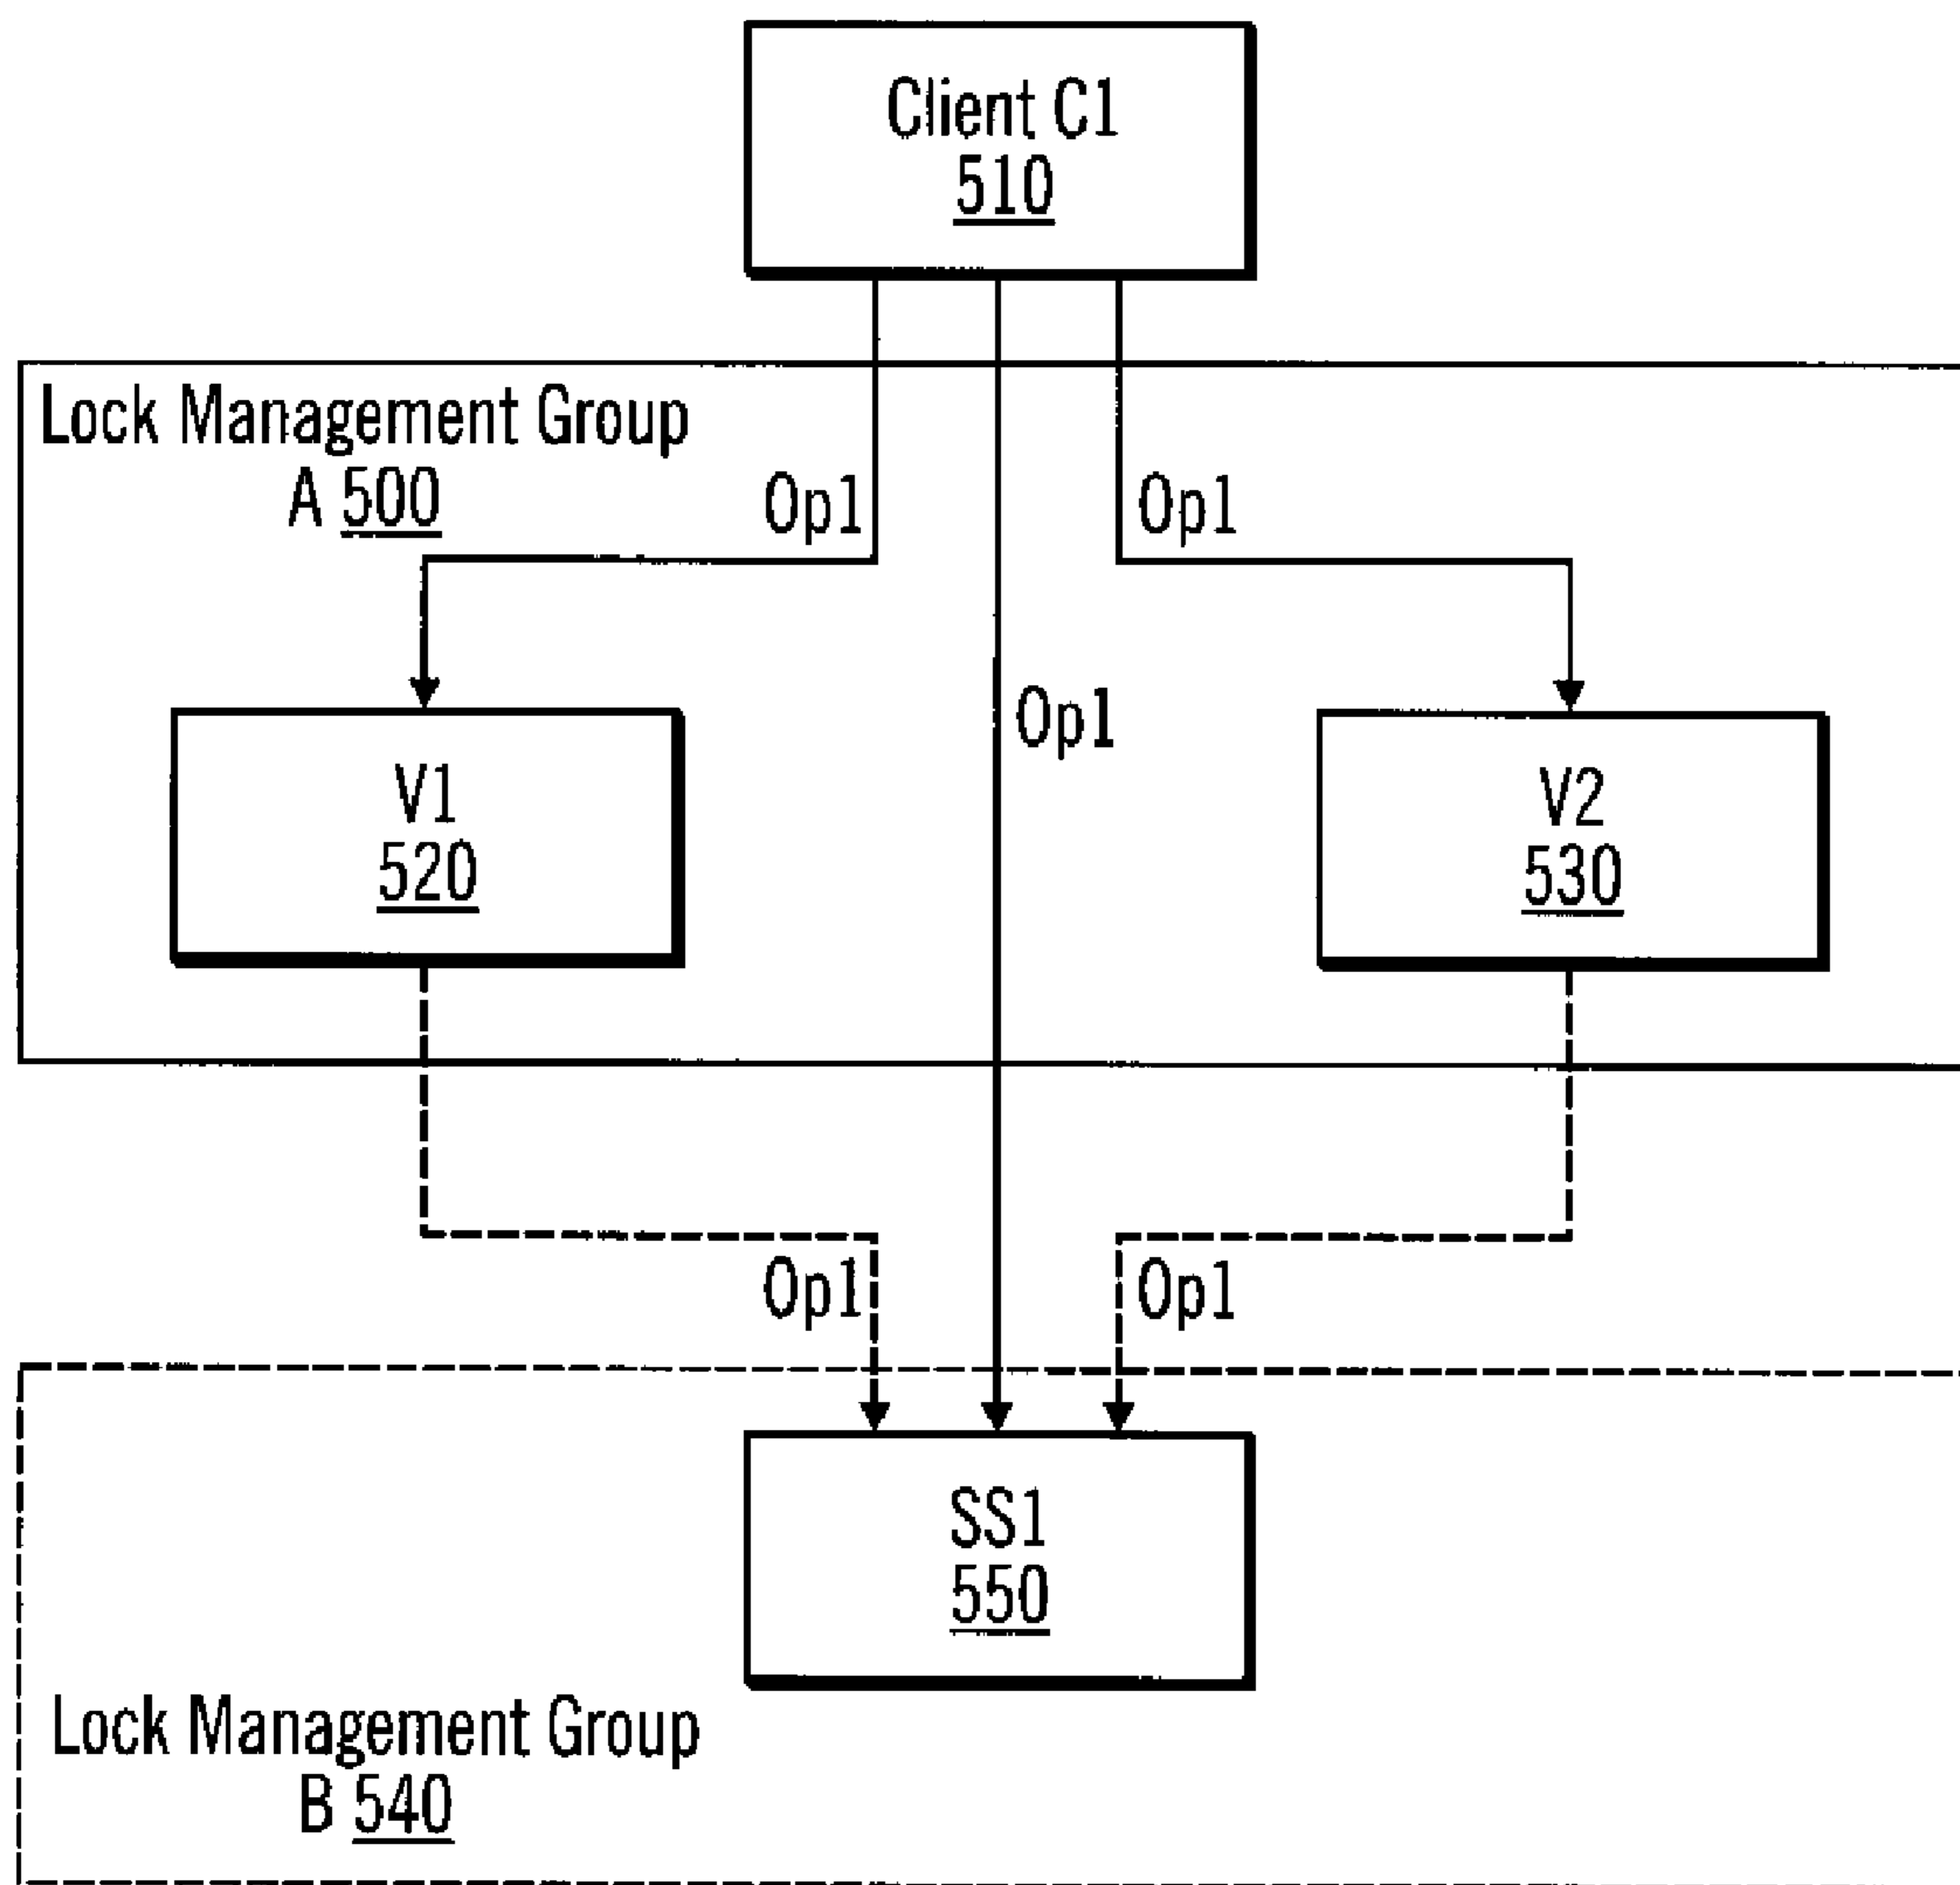 Client C1
510
Lock Management Group
A 500
Op1
Op1
Op1
V1
520
V2
530
Op1
Op1
SS1
550
Lock Management Group
B 540